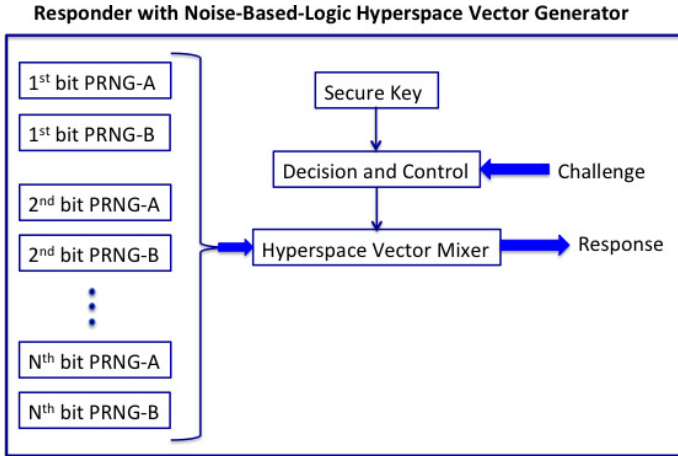 Responder with Noise-Based-Logic Hyperspace Vector Generator
1st bit PRNG-A
1st bit PRNG-B
2nd bit PRNG-A
2nd bit PRNG-B
Nth bit PRNG-A
Nth bit PRNG-B
Secure Key
Decision and Control
Challenge
Hyperspace Vector Mixer
Response